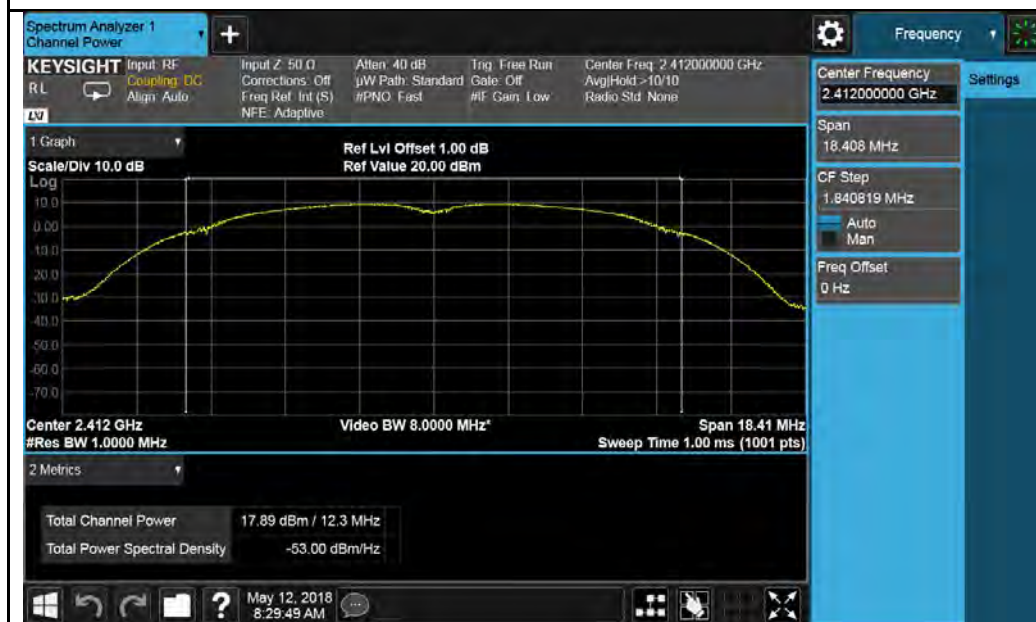 Spectrum Analyzer 1
Channel Power
+
Frequency
KEYSIGHT
RL
LXI
Input: RF
Coupling: DC
Align: Auto
Input Z: 50 Ω
Corrections: Off
Freq Ref: Int (S)
NFE: Adaptive
Atten: 40 dB
µW Path: Standard
#PNO: Fast
Trig: Free Run
Gate: Off
#IF Gain: Low
Center Freq: 2.412000000 GHz
Avg|Hold:>10/10
Radio Std: None
1 Graph
Scale/Div 10.0 dB
Ref Lvl Offset 1.00 dB
Ref Value 20.00 dBm
Log
10.0
0.00
-10.0
-20.0
-30.0
-40.0
-50.0
-60.0
-70.0
Center 2.412 GHz
#Res BW 1.0000 MHz
Video BW 8.0000 MHz*
Span 18.41 MHz
Sweep Time 1.00 ms (1001 pts)
2 Metrics
Total Channel Power 17.89 dBm / 12.3 MHz
Total Power Spectral Density -53.00 dBm/Hz
?
May 12, 2018
8:29:49 AM
Center Frequency
2.412000000 GHz
Settings
Span
18.408 MHz
CF Step
1.840819 MHz
Auto
Man
Freq Offset
0 Hz